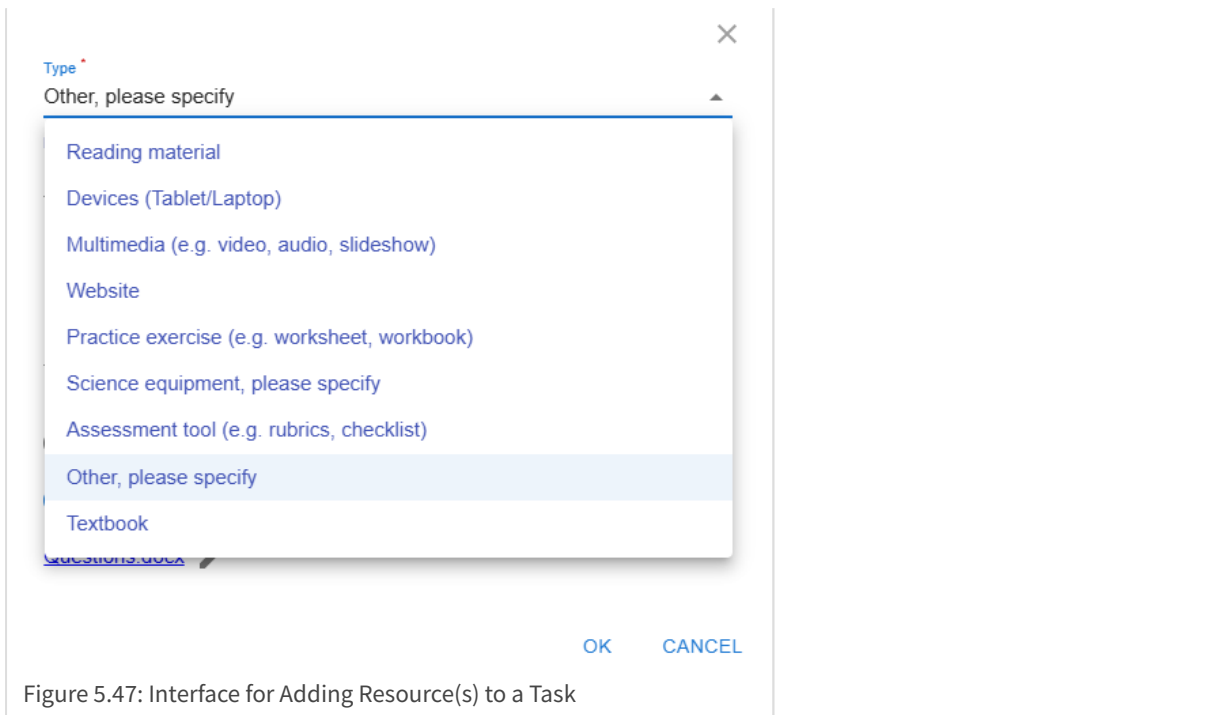 Type *
Other, please specify
Reading material
Devices (Tablet/Laptop)
Multimedia (e.g. video, audio, slideshow)
Website
Practice exercise (e.g. worksheet, workbook)
Science equipment, please specify
Assessment tool (e.g. rubrics, checklist)
Other, please specify
Textbook
Questions.docx
OK CANCEL
Figure 5.47: Interface for Adding Resource(s) to a Task